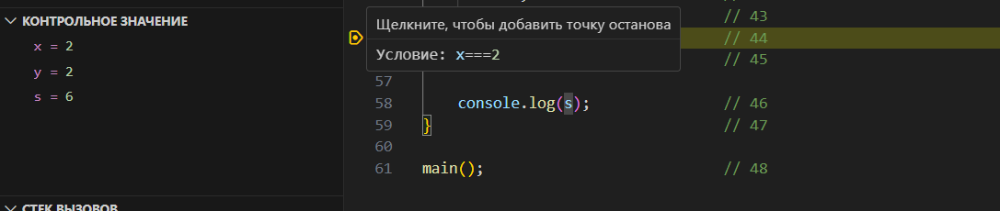 КОНТРОЛЬНОЕ ЗНАЧЕНИЕ
x = 2
y = 2
s = 6
СТЕК ВЫЗОВОВ
Щелкните, чтобы добавить точку останова
Условие: x===2
// 43
// 44
// 45
57
58 console.log(s); // 46
59 } // 47
60
61 main(); // 48